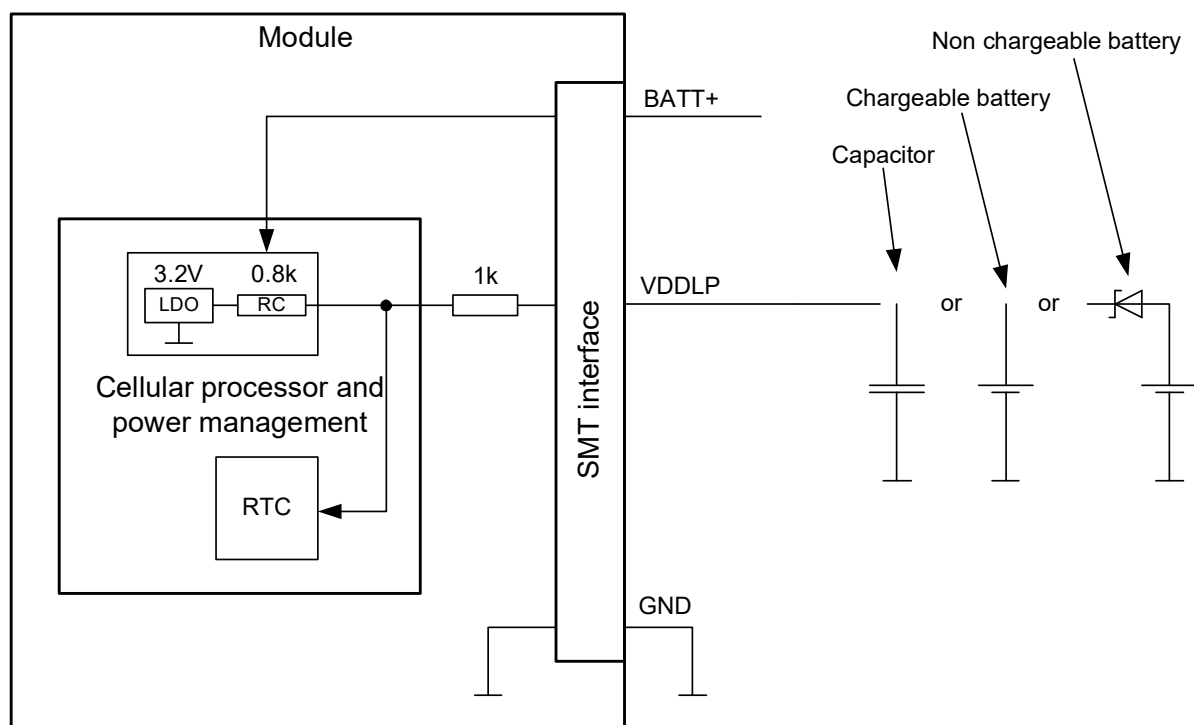 Module
Non chargeable battery
BATT+
Chargeable battery
Capacitor
3.2V
0.8k
1k
VDDLP
LDO
RC
or
or
Cellular processor and
power management
SMT interface
RTC
GND